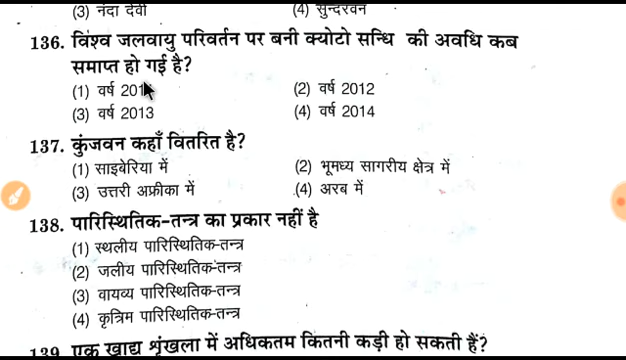 (3) नंदा देवी (4) सुन्दरवन
136. विश्व जलवायु परिवर्तन पर बनी क्योटो सन्धि की अवधि कब
समाप्त हो गई है?
(1) वर्ष (2) वर्ष 2012
(3) वर्ष 2013 (4) वर्ष 2014
137. कुंजवन कहाँ वितरित है?
(1) साइबेरिया में (2) भूमध्य सागरीय क्षेत्र में
(3) उत्तरी अफ्रीका में (4) अरब में
138. पारिस्थितिक-तन्त्र का प्रकार नहीं है
(1) स्थलीय पारिस्थितिक-तन्त्र
(2) जलीय पारिस्थितिक-तन्त्र
(3) वायव्य पारिस्थितिक-तन्त्र
(4) कृत्रिम पारिस्थितिक-तन्त्र
139 एक खाद्य श्रृंखला में अधिकतम कितनी कड़ी हो सकती हैं?